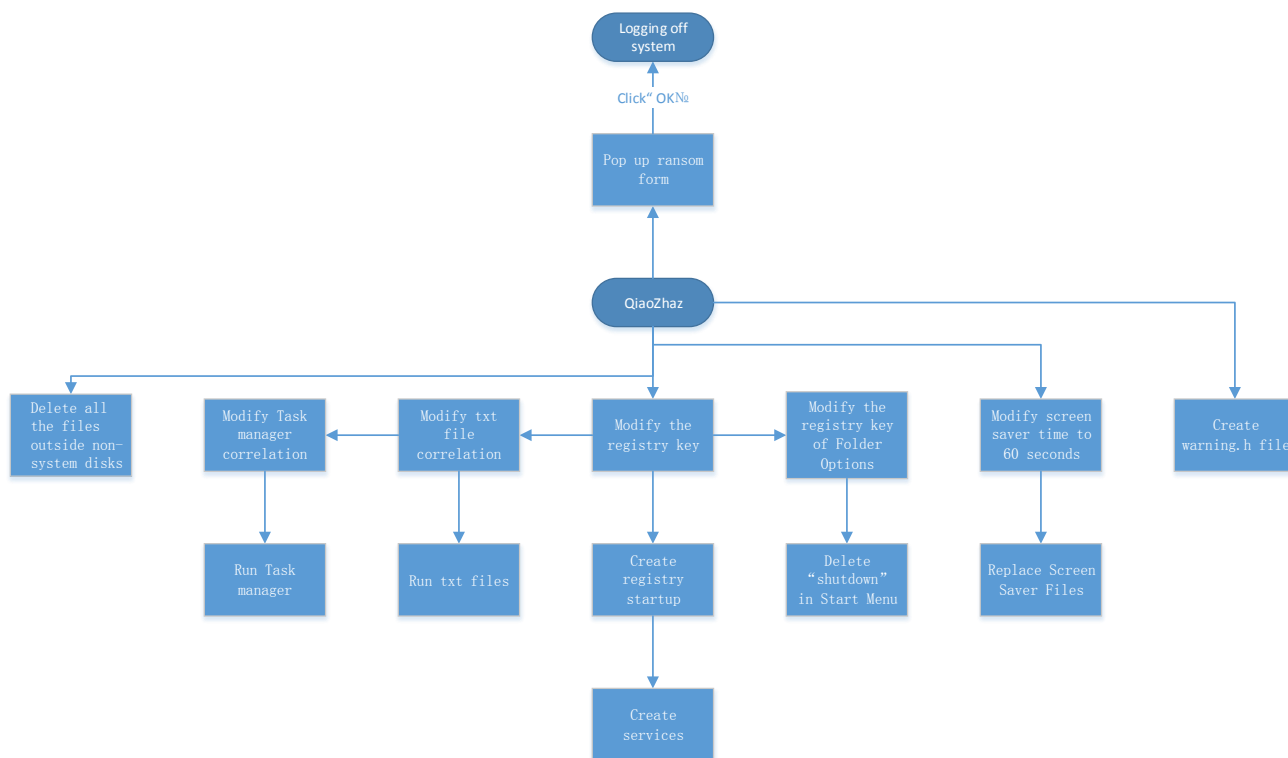 Logging off
system
Click“ OK№
Pop up ransom
form
QiaoZhaz
Delete all
the files
outside non-
system disks
Modify Task
manager
correlation
Modify txt
file
correlation
Modify the
registry key
Modify the
registry key
of Folder
Options
Modify screen
saver time to
60 seconds
Create
warning.h file
Run Task
manager
Run txt files
Create
registry
startup
Delete
“shutdown”
in Start Menu
Replace Screen
Saver Files
Create
services